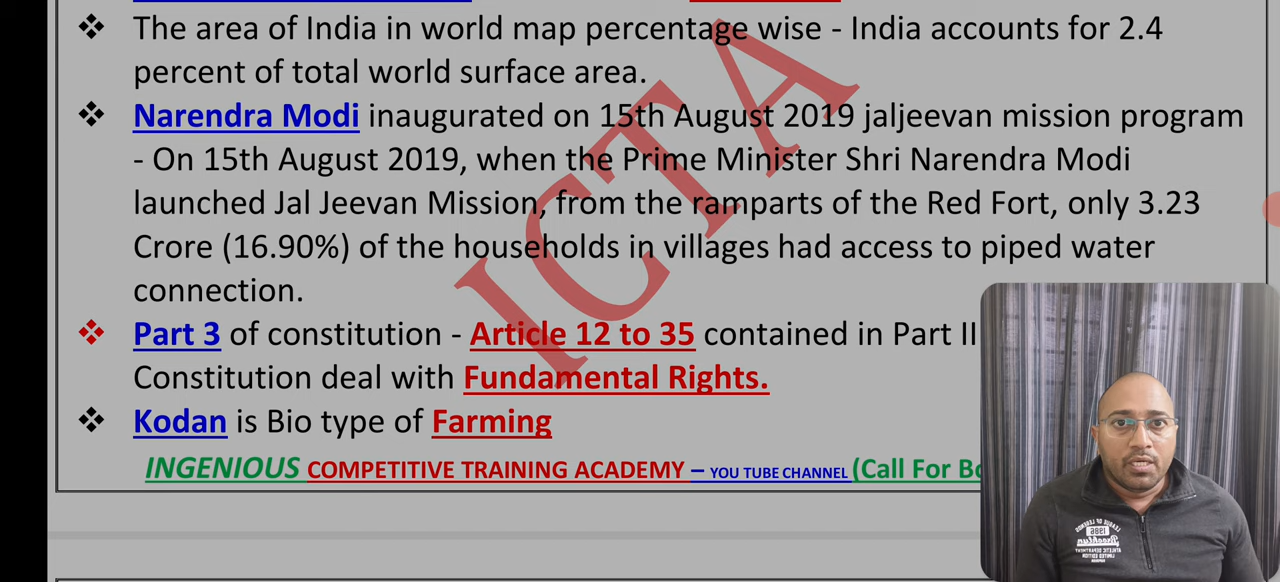 ❖ The area of India in world map percentage wise - India accounts for 2.4
percent of total world surface area.
❖ Narendra Modi inaugurated on 15th August 2019 jaljeevan mission program
- On 15th August 2019, when the Prime Minister Shri Narendra Modi
launched Jal Jeevan Mission, from the ramparts of the Red Fort, only 3.23
Crore (16.90%) of the households in villages had access to piped water
connection.
❖ Part 3 of constitution - Article 12 to 35 contained in Part II
Constitution deal with Fundamental Rights.
❖ Kodan is Bio type of Farming
INGENIOUS COMPETITIVE TRAINING ACADEMY – YOU TUBE CHANNEL (Call For Bo
ICTA
1986